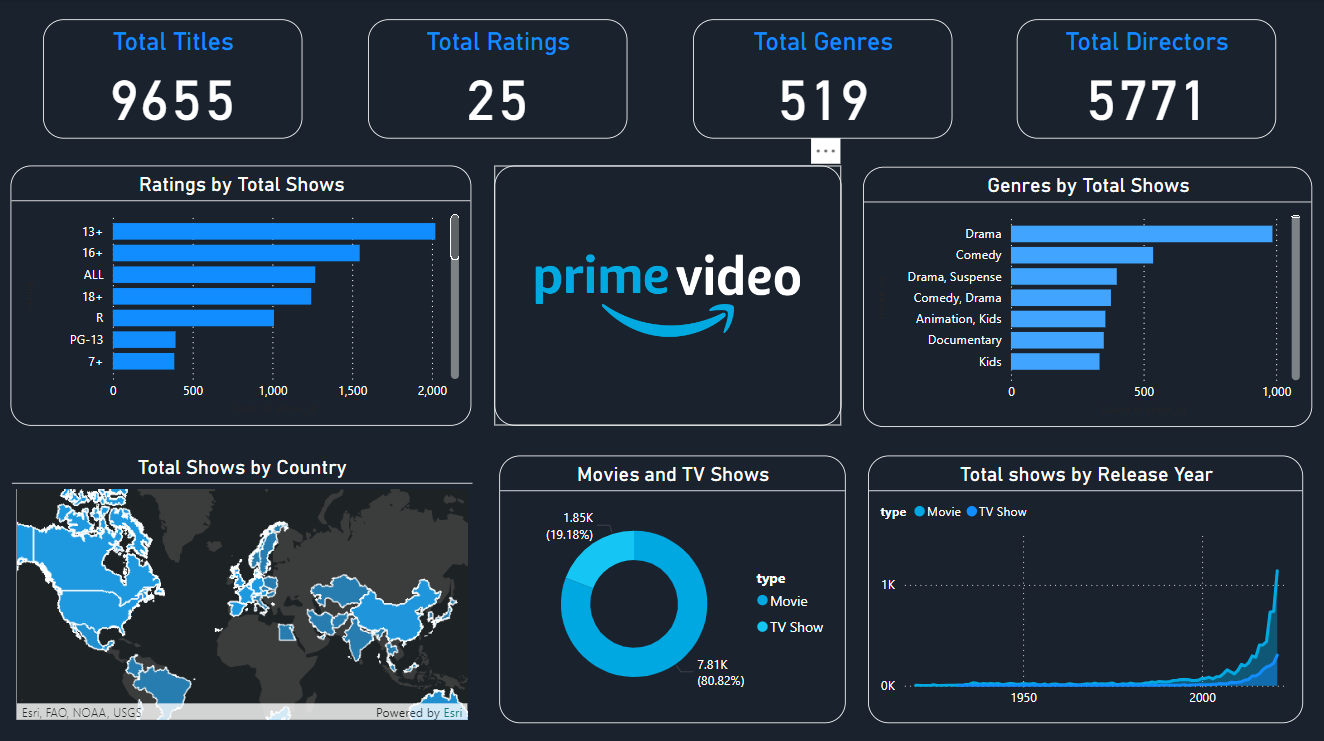 Total Titles
9655
Total Ratings
25
Total Genres
519
Total Directors
5771
Ratings by Total Shows
13+
16+
ALL
18+
R
PG-13
7+
0 500 1,000 1,500 2,000
prime video
Genres by Total Shows
Drama
Comedy
Drama, Suspense
Comedy, Drama
Animation, Kids
Documentary
Kids
0 500 1,000
Total Shows by Country
Esri, FAO, NOAA, USGS
Powered by Esri
Movies and TV Shows
1.85K
(19.18%)
7.81K
(80.82%)
type
Movie
TV Show
Total shows by Release Year
type Movie TV Show
1K
0K
1950 2000